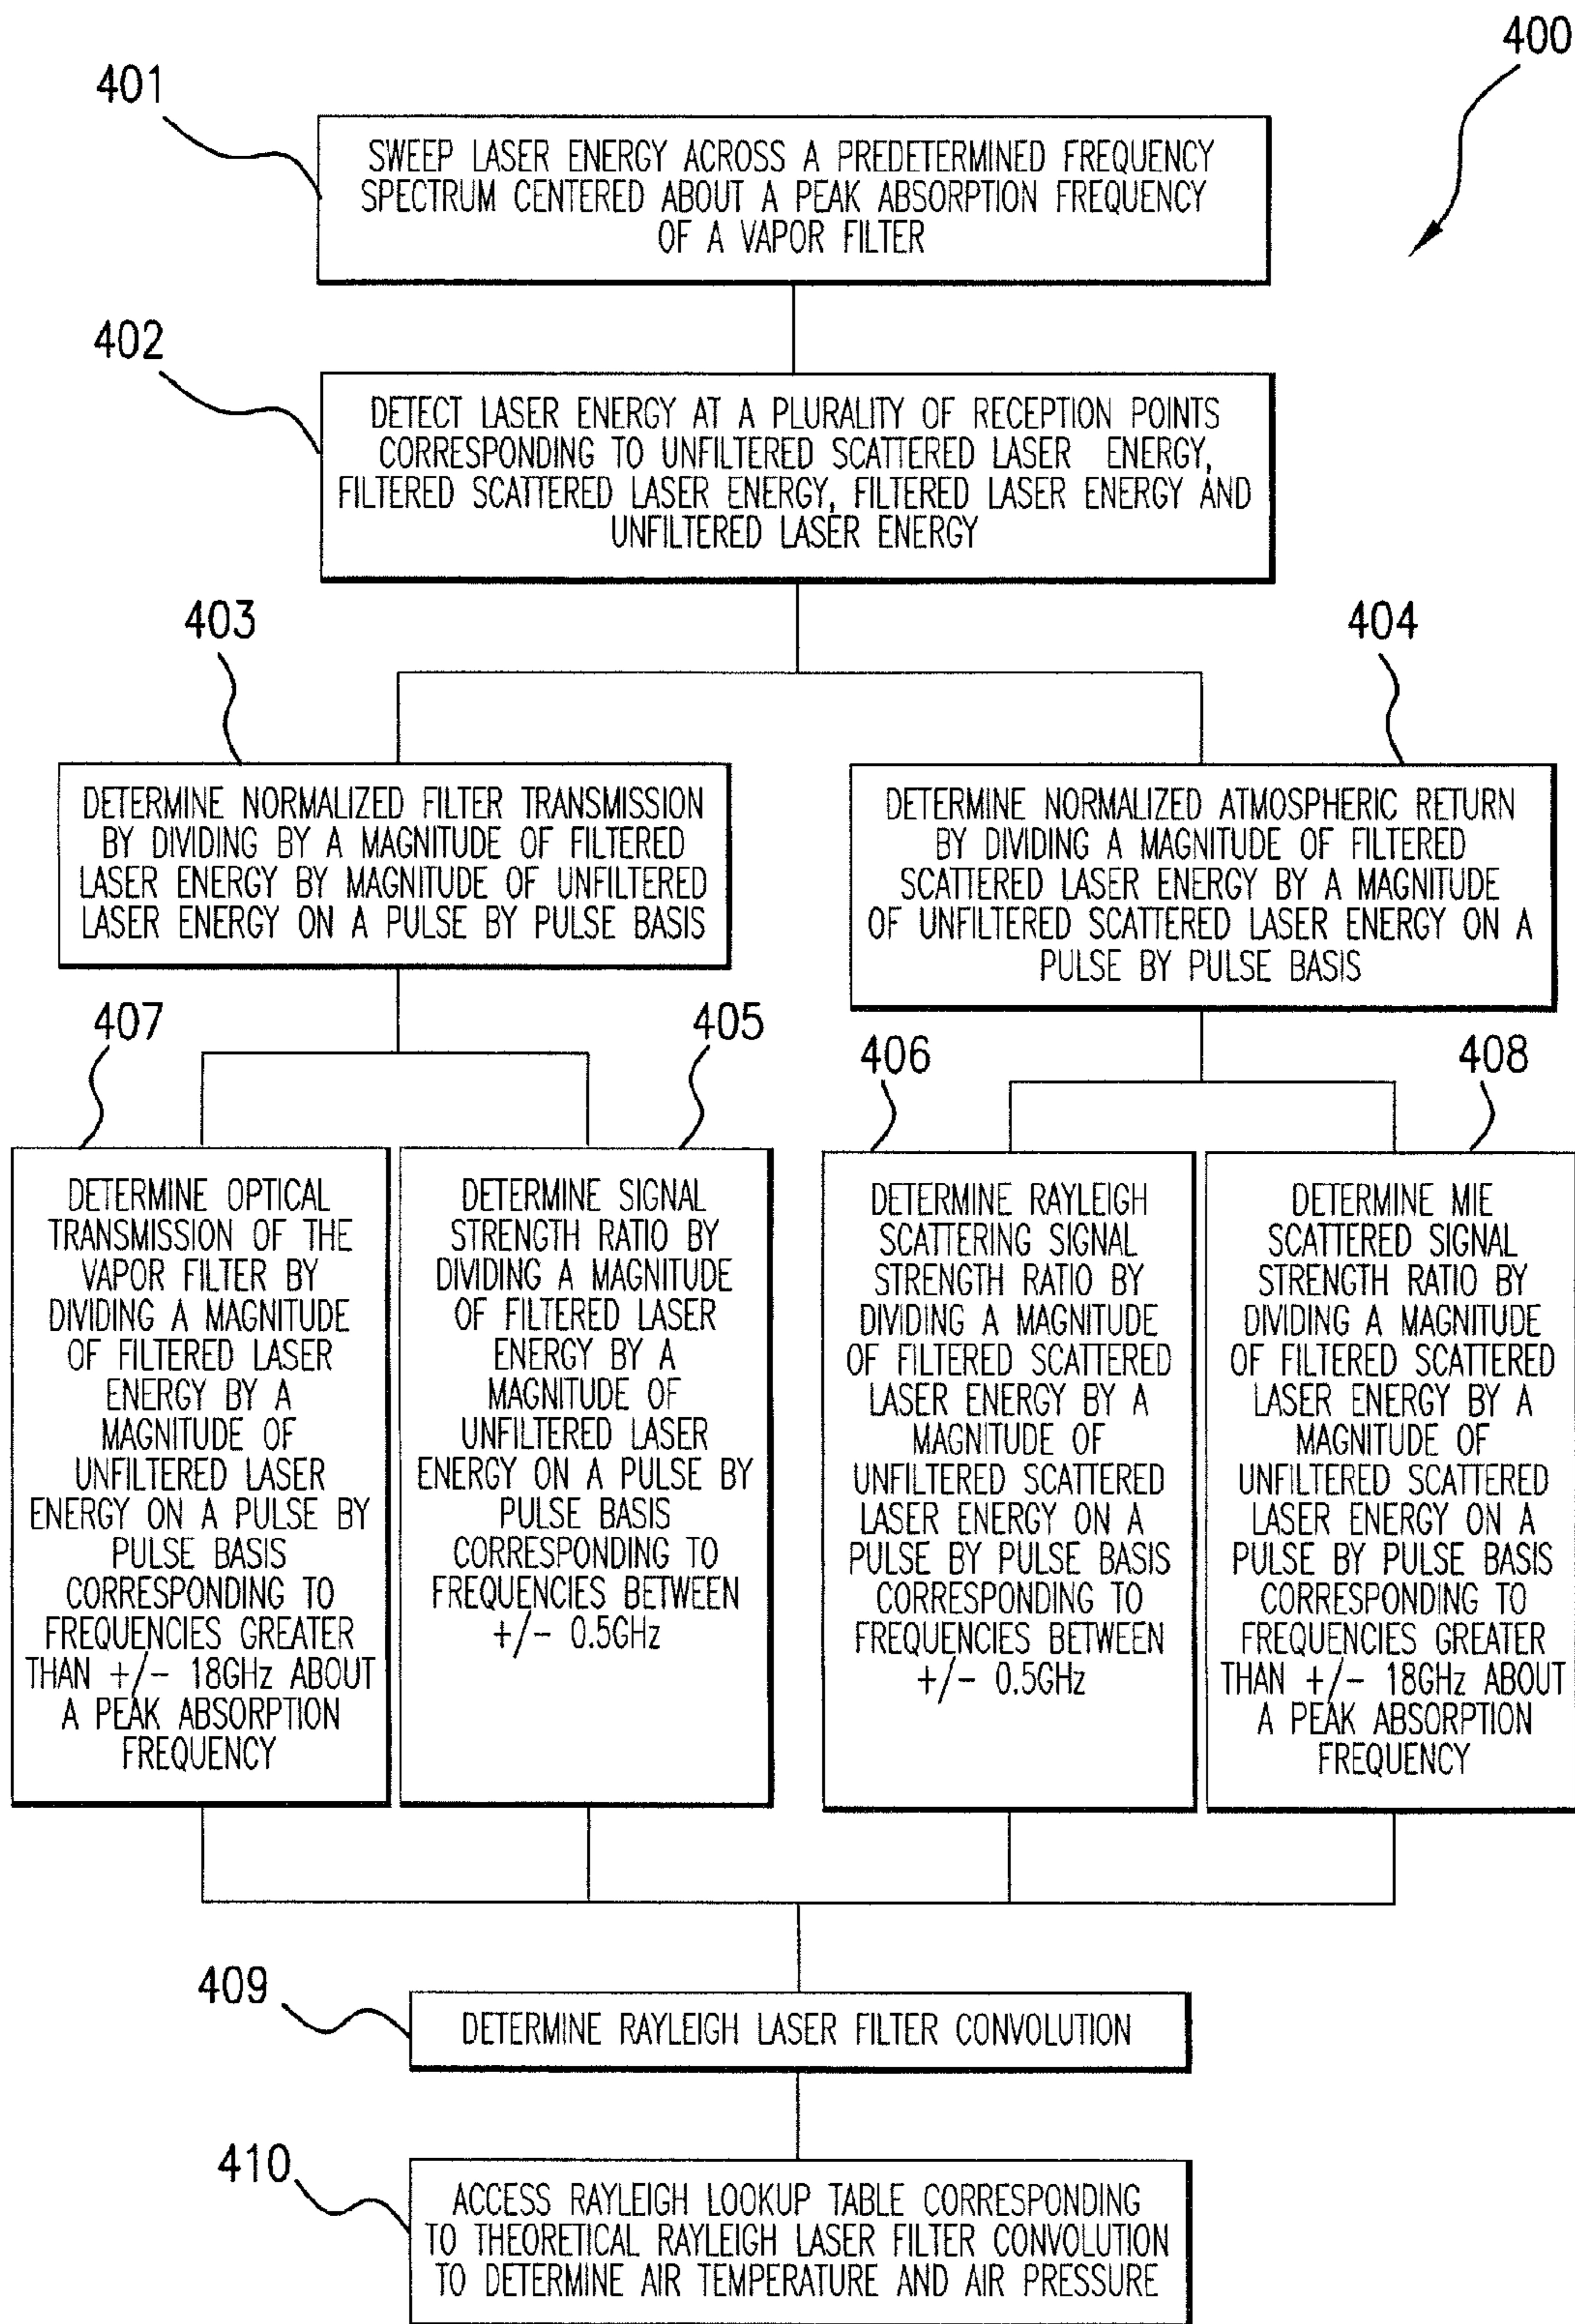 400
401
SWEEP LASER ENERGY ACROSS A PREDETERMINED FREQUENCY
SPECTRUM CENTERED ABOUT A PEAK ABSORPTION FREQUENCY
OF A VAPOR FILTER
402
DETECT LASER ENERGY AT A PLURALITY OF RECEPTION POINTS
CORRESPONDING TO UNFILTERED SCATTERED LASER ENERGY,
FILTERED SCATTERED LASER ENERGY, FILTERED LASER ENERGY AND
UNFILTERED LASER ENERGY
403
DETERMINE NORMALIZED FILTER TRANSMISSION
BY DIVIDING BY A MAGNITUDE OF FILTERED
LASER ENERGY BY MAGNITUDE OF UNFILTERED
LASER ENERGY ON A PULSE BY PULSE BASIS
404
DETERMINE NORMALIZED ATMOSPHERIC RETURN
BY DIVIDING A MAGNITUDE OF FILTERED
SCATTERED LASER ENERGY BY A MAGNITUDE
OF UNFILTERED SCATTERED LASER ENERGY ON A
PULSE BY PULSE BASIS
407
DETERMINE OPTICAL
TRANSMISSION OF THE
VAPOR FILTER BY
DIVIDING A MAGNITUDE
OF FILTERED LASER
ENERGY BY A
MAGNITUDE OF
UNFILTERED LASER
ENERGY ON A PULSE BY
PULSE BASIS
CORRESPONDING TO
FREQUENCIES GREATER
THAN +/- 18GHz ABOUT
A PEAK ABSORPTION
FREQUENCY
405
DETERMINE SIGNAL
STRENGTH RATIO BY
DIVIDING A MAGNITUDE
OF FILTERED LASER
ENERGY BY A
MAGNITUDE OF
UNFILTERED LASER
ENERGY ON A PULSE BY
PULSE BASIS
CORRESPONDING TO
FREQUENCIES BETWEEN
+/- 0.5GHz
406
DETERMINE RAYLEIGH
SCATTERING SIGNAL
STRENGTH RATIO BY
DIVIDING A MAGNITUDE
OF FILTERED SCATTERED
LASER ENERGY BY A
MAGNITUDE OF
UNFILTERED SCATTERED
LASER ENERGY ON A
PULSE BY PULSE BASIS
CORRESPONDING TO
FREQUENCIES BETWEEN
+/- 0.5GHz
408
DETERMINE MIE
SCATTERED SIGNAL
STRENGTH RATIO BY
DIVIDING A MAGNITUDE
OF FILTERED SCATTERED
LASER ENERGY BY A
MAGNITUDE OF
UNFILTERED SCATTERED
LASER ENERGY ON A
PULSE BY PULSE BASIS
CORRESPONDING TO
FREQUENCIES GREATER
THAN +/- 18GHz ABOUT
A PEAK ABSORPTION
FREQUENCY
409
DETERMINE RAYLEIGH LASER FILTER CONVOLUTION
410
ACCESS RAYLEIGH LOOKUP TABLE CORRESPONDING
TO THEORETICAL RAYLEIGH LASER FILTER CONVOLUTION
TO DETERMINE AIR TEMPERATURE AND AIR PRESSURE